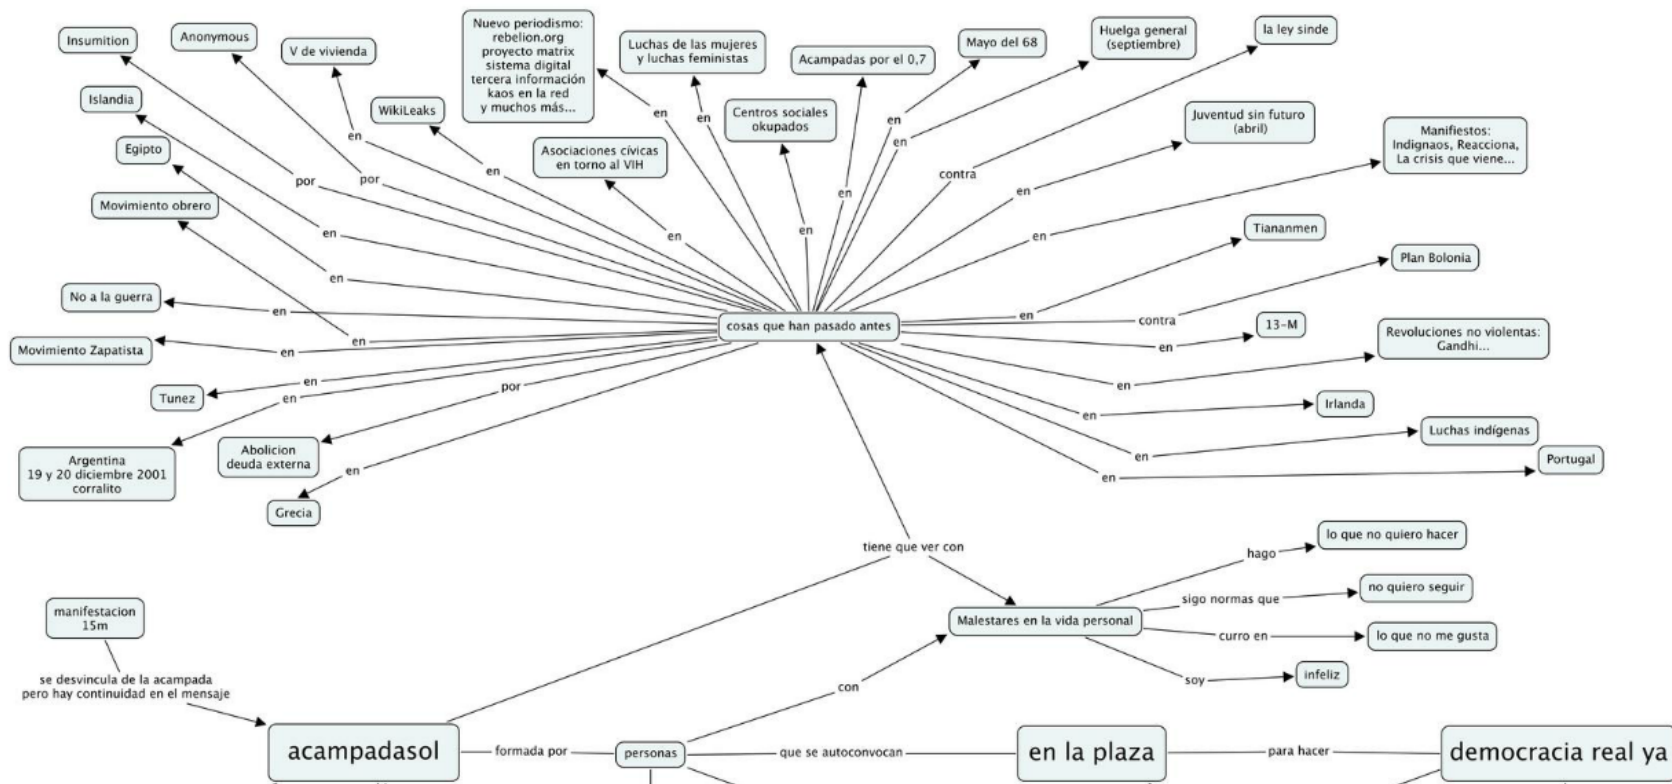 Insumition
Anonymous
V de vivienda
Nuevo periodismo:
rebelion.org
proyecto matrix
sistema digital
tercera información
kaos en la red
y muchos más...
Luchas de las mujeres
y luchas feministas
Acampadas por el 0,7
Mayo del 68
Huelga general
(septiembre)
la ley sinde
Islandia
WikiLeaks
Centros sociales
okupados
Juventud sin futuro
(abril)
Egipto
Asociaciones cívicas
en torno al VIH
Manifiestos:
Indignaos, Reacciona,
La crisis que viene...
en
en
en
en
en
en
por
por
en
en
en
contra
en
Movimiento obrero
en
en
en
en
en
Tiananmen
Plan Bolonia
No a la guerra
en
cosas que han pasado antes
en
contra
13-M
Movimiento Zapatista
en
en
en
Revoluciones no violentas:
Gandhi...
Tunez
en
en
por
en
en
Irlanda
Argentina
19 y 20 diciembre 2001
corralito
Abolicion
deuda externa
en
en
en
Luchas indígenas
Portugal
Grecia
tiene que ver con
hago
lo que no quiero hacer
sigo normas que
no quiero seguir
manifestacion
15m
Malestares en la vida personal
curro en
lo que no me gusta
se desvincula de la acampada
pero hay continuidad en el mensaje
con
soy
infeliz
acampadasol
formada por
personas
que se autoconvocan
en la plaza
para hacer
democracia real ya